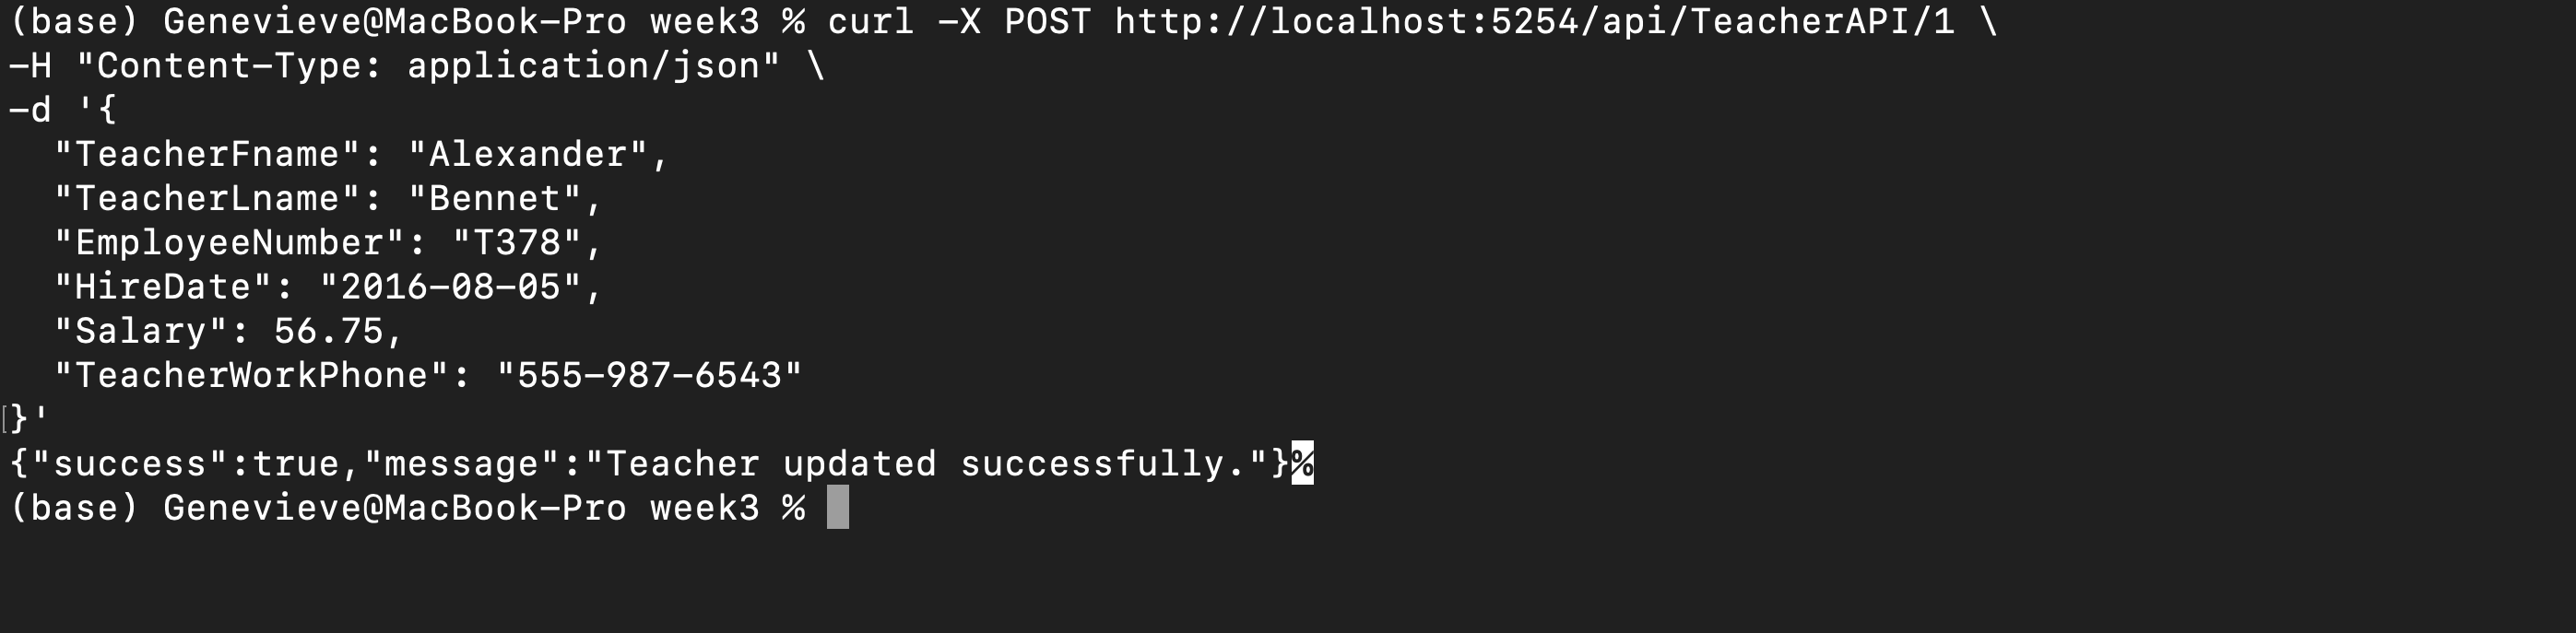 (base) Genevieve@MacBook-Pro week3 % curl -X POST http://localhost:5254/api/TeacherAPI/1 \
-H "Content-Type: application/json" \
-d '{
  "TeacherFname": "Alexander",
  "TeacherLname": "Bennet",
  "EmployeeNumber": "T378",
  "HireDate": "2016-08-05",
  "Salary": 56.75,
  "TeacherWorkPhone": "555-987-6543"
[}'
{"success":true,"message":"Teacher updated successfully."}%
(base) Genevieve@MacBook-Pro week3 %